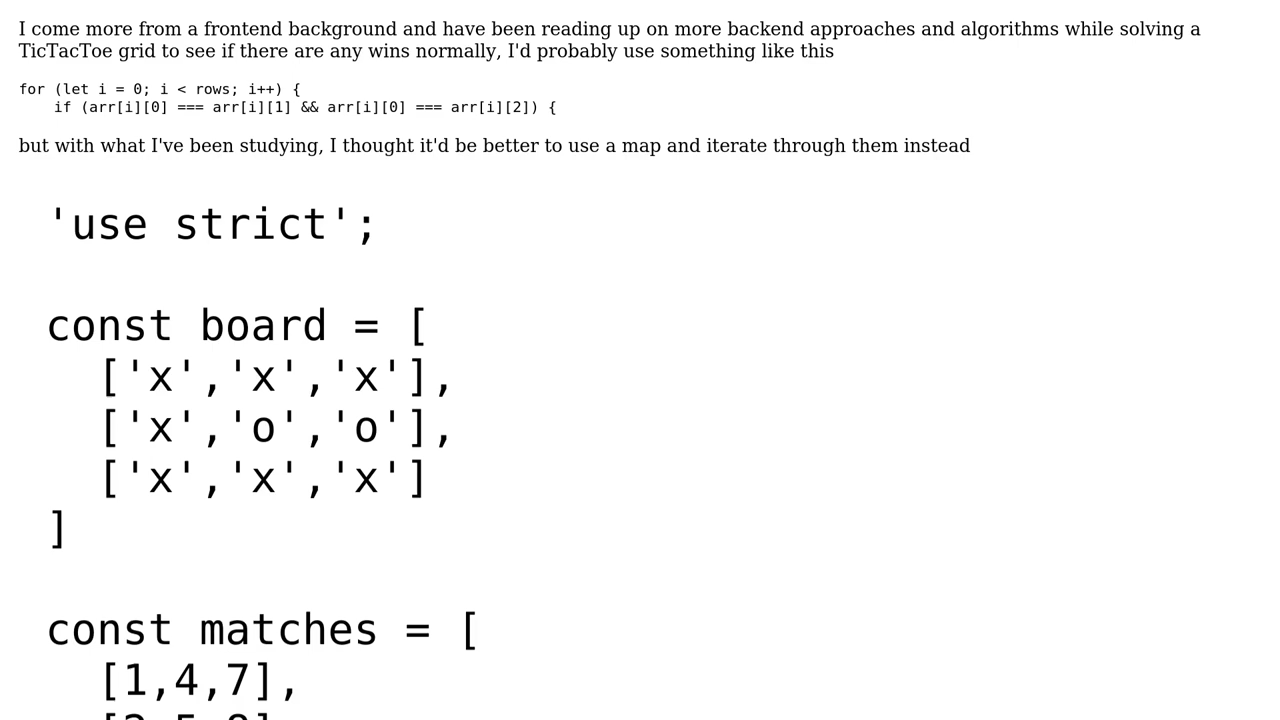 I come more from a frontend background and have been reading up on more backend approaches and algorithms while solving a
TicTacToe grid to see if there are any wins normally, I'd probably use something like this
for (let i = 0; i < rows; i++) {
    if (arr[i][0] === arr[i][1] && arr[i][0] === arr[i][2]) {
but with what I've been studying, I thought it'd be better to use a map and iterate through them instead
'use strict';
const board = [
  ['x','x','x'],
  ['x','o','o'],
  ['x','x','x']
]
const matches = [
  [1,4,7],